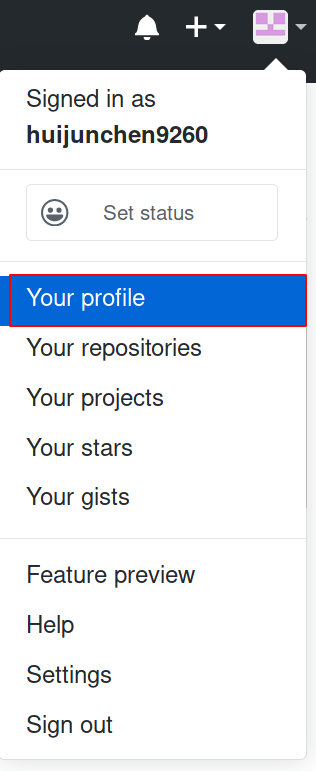 Signed in as
huijunchen9260
Set status
Your profile
Your repositories
Your projects
Your stars
Your gists
Feature preview
Help
Settings
Sign out